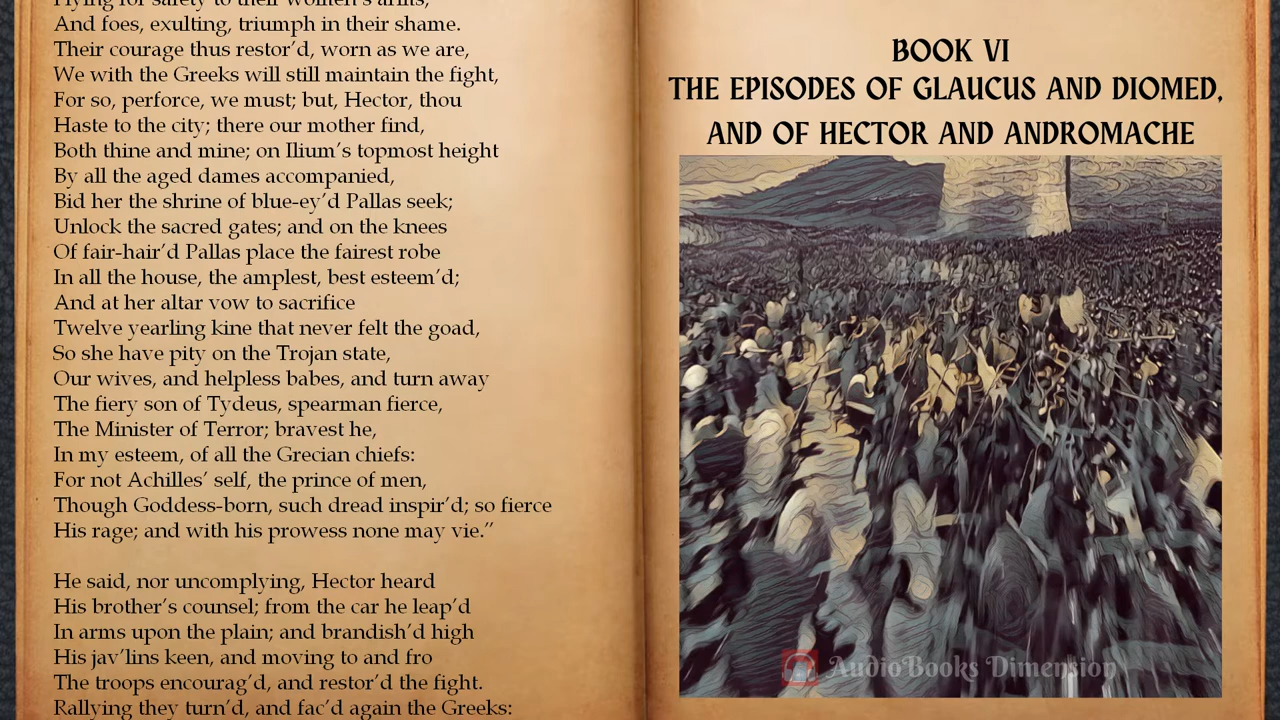 Flying for safety to their women's arms,
And foes, exulting, triumph in their shame.
Their courage thus restor’d, worn as we are,
We with the Greeks will still maintain the fight,
For so, perforce, we must; but, Hector, thou
Haste to the city; there our mother find,
Both thine and mine; on Ilium’s topmost height
By all the aged dames accompanied,
Bid her the shrine of blue-ey’d Pallas seek;
Unlock the sacred gates; and on the knees
Of fair-hair’d Pallas place the fairest robe
In all the house, the amplest, best esteem’d;
And at her altar vow to sacrifice
Twelve yearling kine that never felt the goad,
So she have pity on the Trojan state,
Our wives, and helpless babes, and turn away
The fiery son of Tydeus, spearman fierce,
The Minister of Terror; bravest he,
In my esteem, of all the Grecian chiefs:
For not Achilles’ self, the prince of men,
Though Goddess-born, such dread inspir’d; so fierce
His rage; and with his prowess none may vie.”
He said, nor uncomplying, Hector heard
His brother’s counsel; from the car he leap’d
In arms upon the plain; and brandish’d high
His jav’lins keen, and moving to and fro
The troops encourag’d, and restor’d the fight.
Rallying they turn’d, and fac’d again the Greeks:
BOOK VI
THE EPISODES OF GLAUCUS AND DIOMED,
AND OF HECTOR AND ANDROMACHE
AudioBooks Dimension